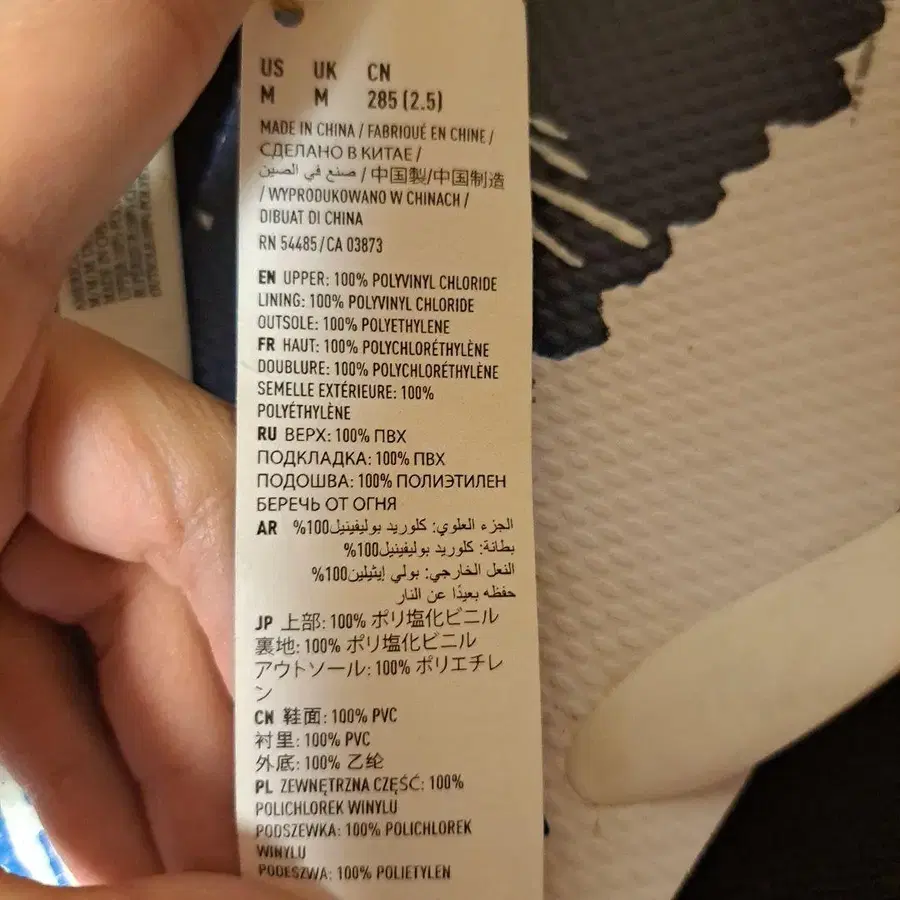 US UK CN
M M 285 (2.5)
MADE IN CHINA / FABRIQUÉ EN CHINE /
СДЕЛАНО В КИТАЕ /
صنع في الصين / 中国製/中国制造
/ WYPRODUKOWANO W CHINACH /
DIBUAT DI CHINA
RN 54485/CA 03873
EN UPPER: 100% POLYVINYL CHLORIDE
LINING: 100% POLYVINYL CHLORIDE
OUTSOLE: 100% POLYETHYLENE
FR HAUT: 100% POLYCHLORÉTHYLÈNE
DOUBLURE: 100% POLYCHLORÉTHYLÈNE
SEMELLE EXTÉRIEURE: 100%
POLYÉTHYLÈNE
RU ВЕРХ: 100% ПВХ
ПОДКЛАДКА: 100% ПВХ
ПОДОШВА: 100% ПОЛИЭТИЛЕН
БЕРЕЧЬ ОТ ОГНЯ
AR الجزء العلوي: كلوريد بوليفينيل100%
بطانة: كلوريد بوليفينيل100%
النعل الخارجي: بولي إيثيلين100%
حفظه بعيدًا عن النار
JP 上部: 100% ポリ塩化ビニル
裏地: 100% ポリ塩化ビニル
アウトソール: 100% ポリエチレ
ン
CN 鞋面: 100% PVC
衬里: 100% PVC
外底: 100% 乙纶
PL ZEWNĘTRZNA CZĘŚĆ: 100%
POLICHLOREK WINYLU
PODSZEWKA: 100% POLICHLOREK
WINYLU
PODESZWA: 100% POLIETYLEN